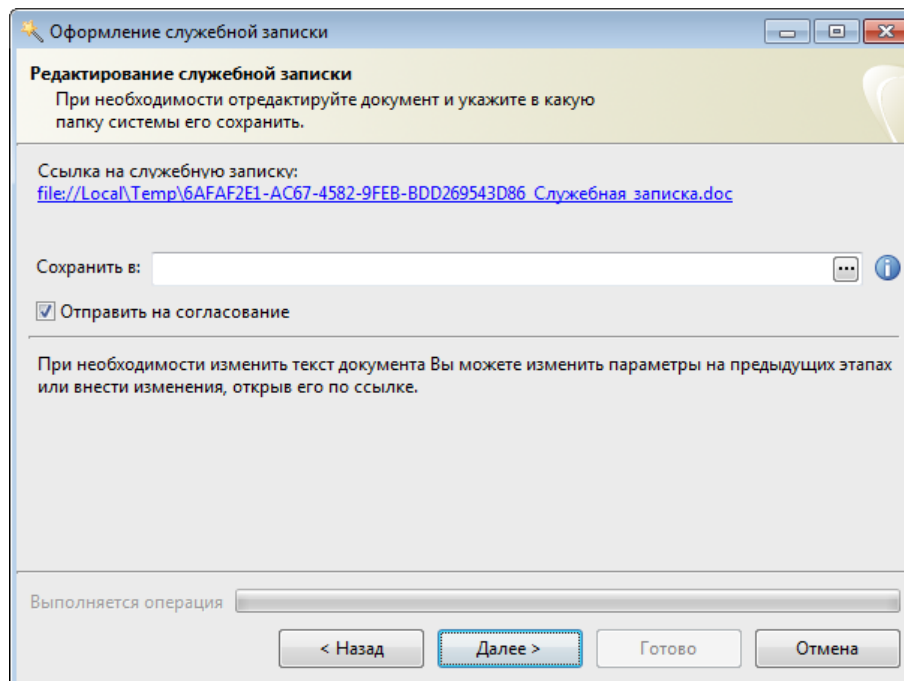 Оформление служебной записки
Редактирование служебной записки
При необходимости отредактируйте документ и укажите в какую
папку системы его сохранить.
Ссылка на служебную записку:
file://Local\Temp\6AFAF2E1-AC67-4582-9FEB-BDD269543D86_Служебная_записка.doc
Сохранить в:
Отправить на согласование
При необходимости изменить текст документа Вы можете изменить параметры на предыдущих этапах
или внести изменения, открыв его по ссылке.
Выполняется операция
< Назад Далее > Готово Отмена